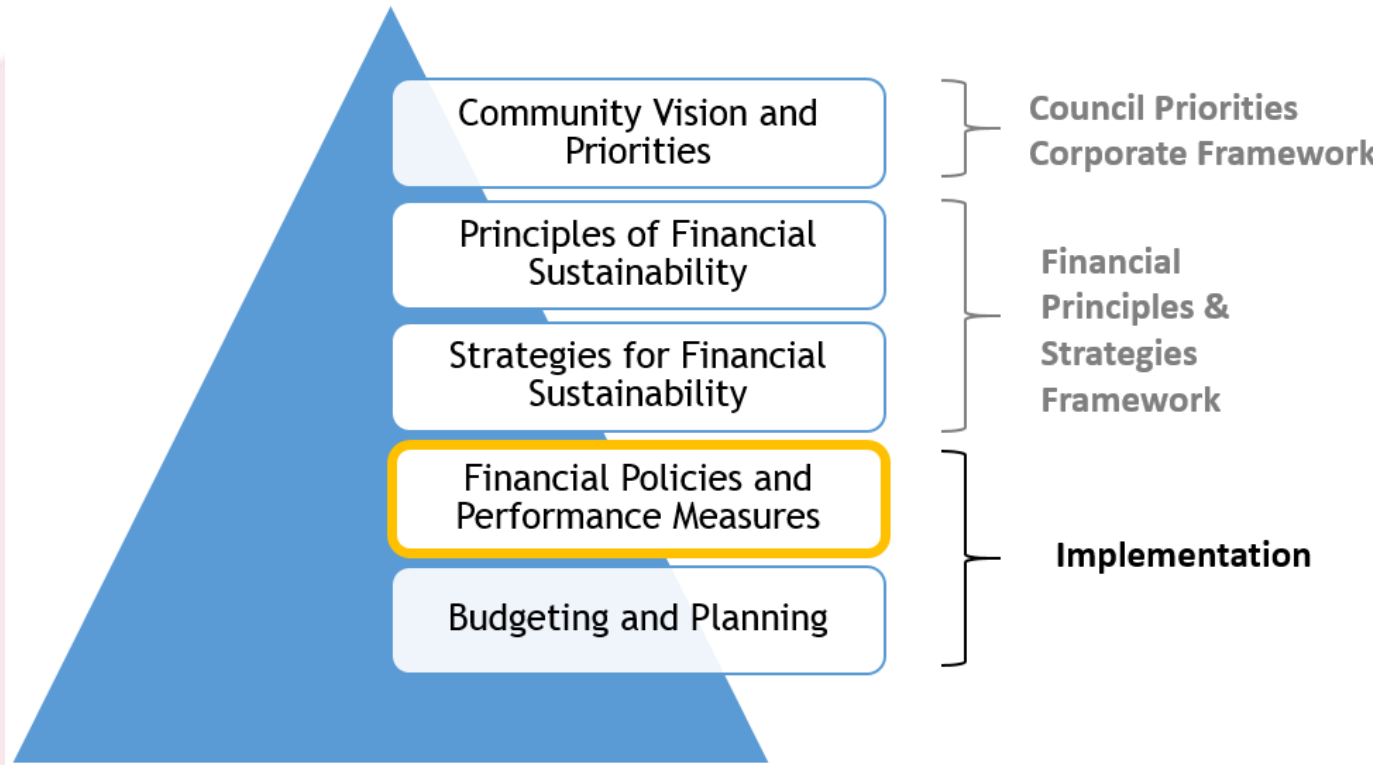 Community Vision and
Priorities
Council Priorities
Corporate Framework
Principles of Financial
Sustainability
Strategies for Financial
Sustainability
Financial
Principles &
Strategies
Framework
Financial Policies and
Performance Measures
Budgeting and Planning
Implementation